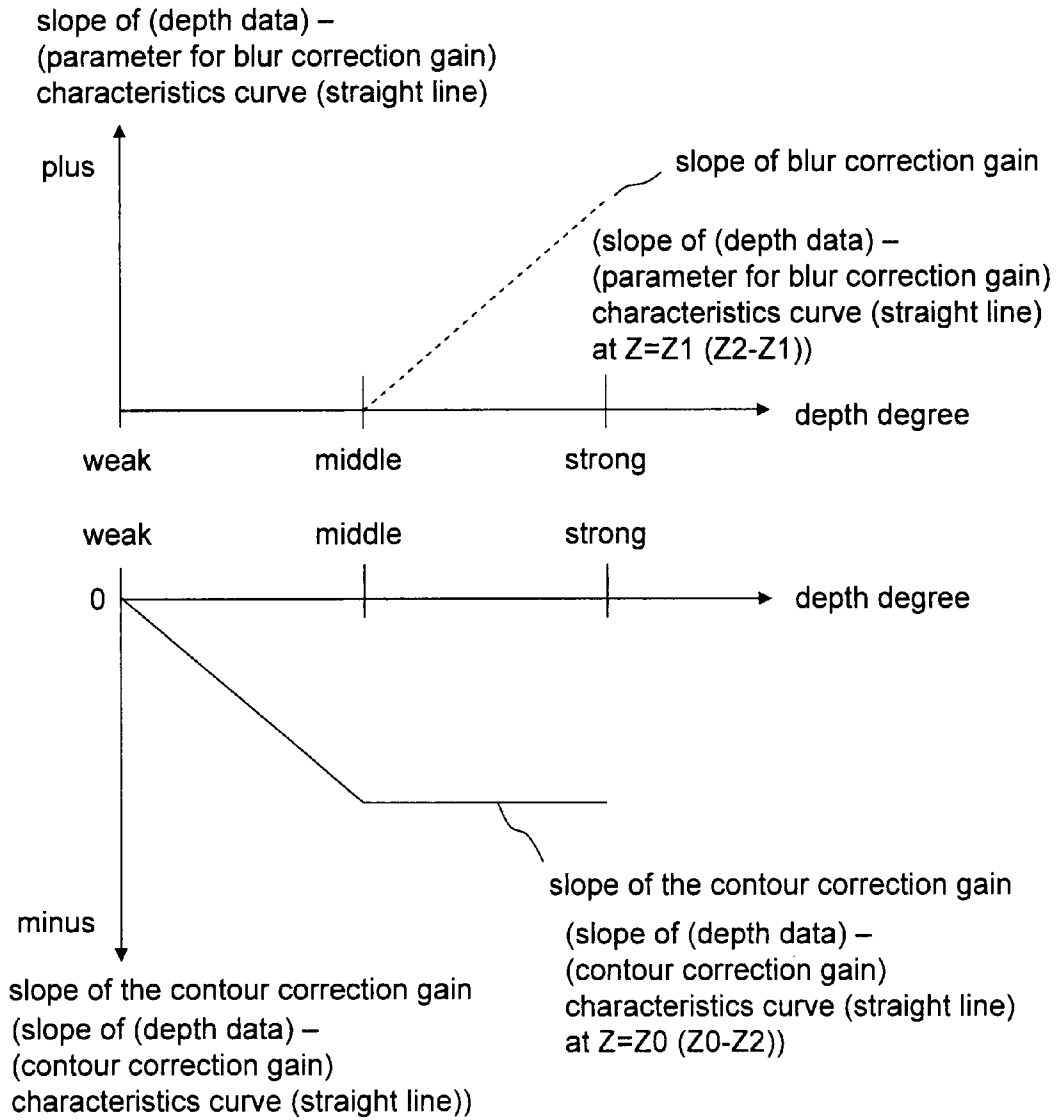 slope of (depth data) –
(parameter for blur correction gain)
characteristics curve (straight line)
plus
slope of blur correction gain
(slope of (depth data) –
(parameter for blur correction gain)
characteristics curve (straight line)
at Z=Z1 (Z2-Z1))
depth degree
weak
middle
strong
weak
middle
strong
0
depth degree
slope of the contour correction gain
(slope of (depth data) –
(contour correction gain)
characteristics curve (straight line)
at Z=Z0 (Z0-Z2))
minus
slope of the contour correction gain
(slope of (depth data) –
(contour correction gain)
characteristics curve (straight line))